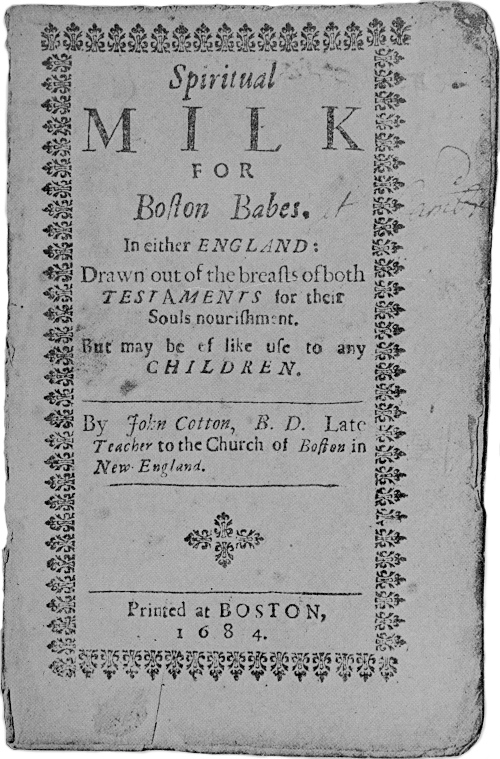 Spiritual
MILK
FOR
Boſton Babes.
In either ENGLAND:
Drawn out of the breaſts of both
TESTAMENTS for their
Souls nouriſhment.
But may be of like uſe to any
CHILDREN.
By John Cotton, B. D. Late
Teacher to the Church of Boſton in
New-England.
Printed at BOSTON,
1684.